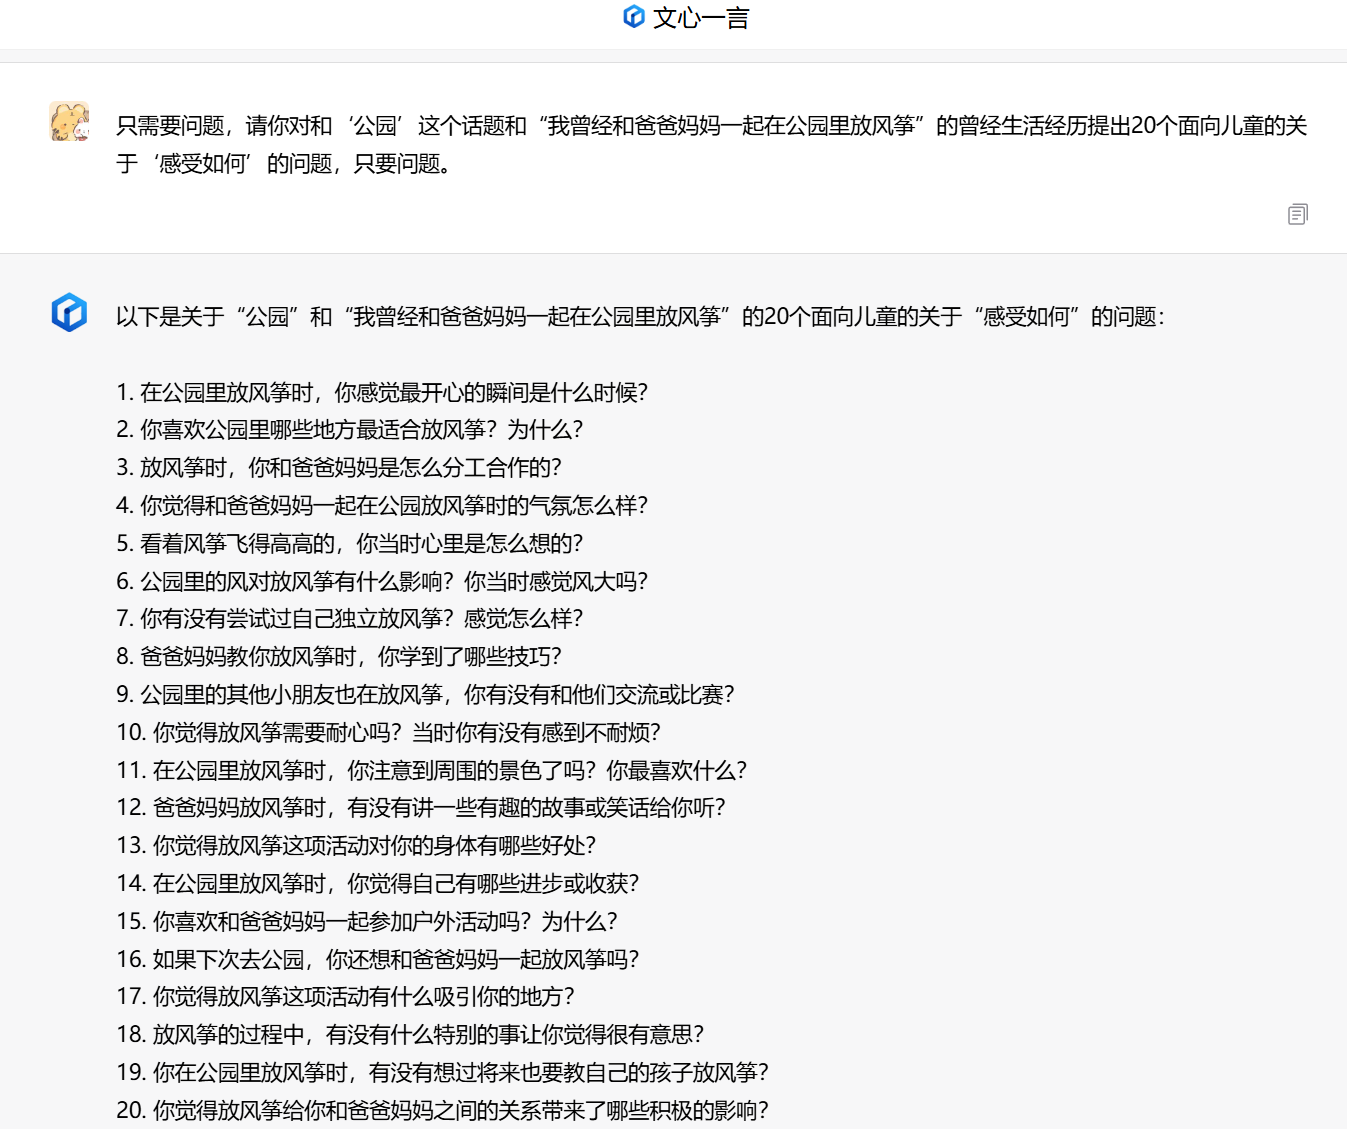 文心一言
只需要问题，请你对和‘公园’这个话题和“我曾经和爸爸妈妈一起在公园里放风筝”的曾经生活经历提出20个面向儿童的关
于‘感受如何’的问题，只要问题。
以下是关于“公园”和“我曾经和爸爸妈妈一起在公园里放风筝”的20个面向儿童的关于“感受如何”的问题：
1. 在公园里放风筝时，你感觉最开心的瞬间是什么时候？
2. 你喜欢公园里哪些地方最适合放风筝？为什么？
3. 放风筝时，你和爸爸妈妈是怎么分工合作的？
4. 你觉得和爸爸妈妈一起在公园放风筝时的气氛怎么样？
5. 看着风筝飞得高高的，你当时心里是怎么想的？
6. 公园里的风对放风筝有什么影响？你当时感觉风大吗？
7. 你有没有尝试过自己独立放风筝？感觉怎么样？
8. 爸爸妈妈教你放风筝时，你学到了哪些技巧？
9. 公园里的其他小朋友也在放风筝，你有没有和他们交流或比赛？
10. 你觉得放风筝需要耐心吗？当时你有没有感到不耐烦？
11. 在公园里放风筝时，你注意到周围的景色了吗？你最喜欢什么？
12. 爸爸妈妈放风筝时，有没有讲一些有趣的故事或笑话给你听？
13. 你觉得放风筝这项活动对你的身体有哪些好处？
14. 在公园里放风筝时，你觉得自己有哪些进步或收获？
15. 你喜欢和爸爸妈妈一起参加户外活动吗？为什么？
16. 如果下次去公园，你还想和爸爸妈妈一起放风筝吗？
17. 你觉得放风筝这项活动有什么吸引你的地方？
18. 放风筝的过程中，有没有什么特别的事让你觉得很有意思？
19. 你在公园里放风筝时，有没有想过将来也要教自己的孩子放风筝？
20. 你觉得放风筝给你和爸爸妈妈之间的关系带来了哪些积极的影响？